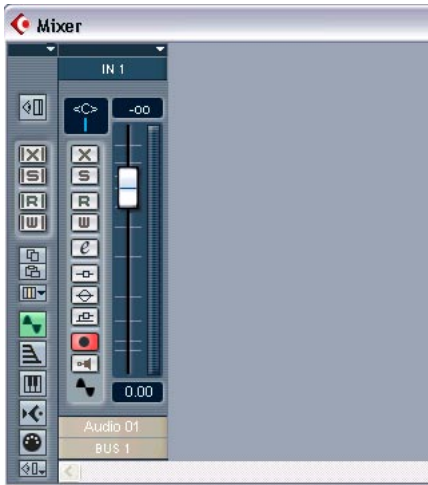 Mixer
IN 1
<C> -oo
X X
S S
R R
W W
e
0.00
Audio 01
BUS 1